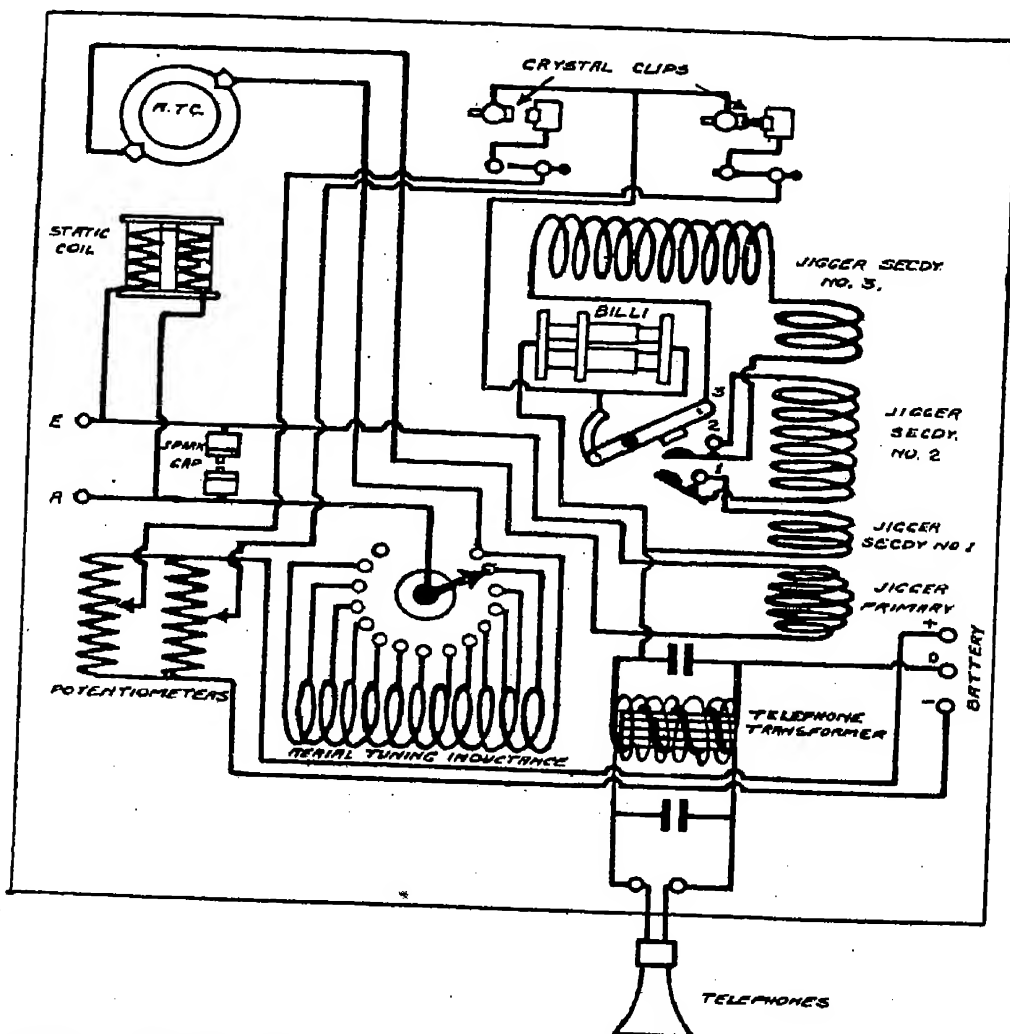 CRYSTAL CLIPS
A.T.C.
STATIC
COIL
JIGGER SECDY.
NO. 3.
BILLI
3
2
1
E
SPARK
GAP
A
JIGGER
SECDY.
NO. 2
JIGGER
SECDY NO 1
JIGGER
PRIMARY
+
0
-
BATTERY
POTENTIOMETERS
TELEPHONE
TRANSFORMER
AERIAL TUNING INDUCTANCE
TELEPHONES